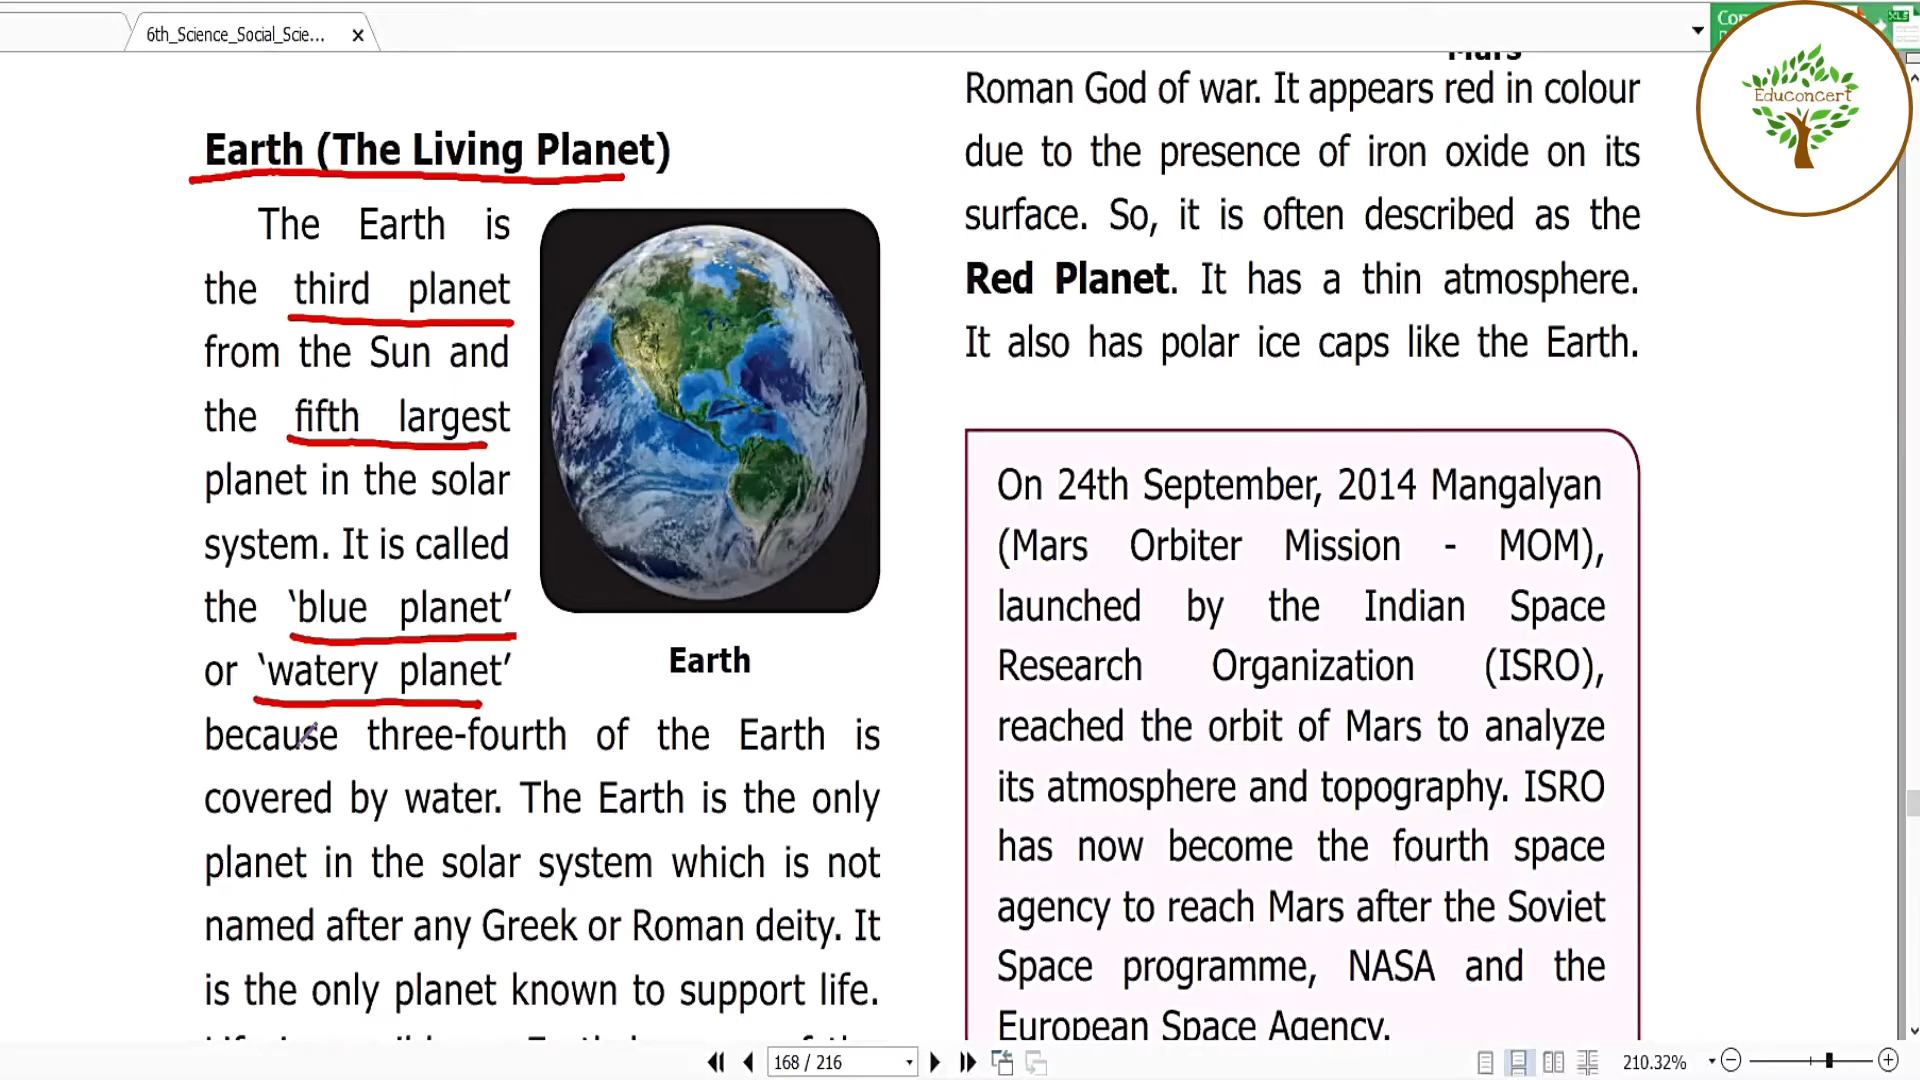 6th_Science_Social_Scie...
Educoncert
Earth (The Living Planet)
The Earth is
the third planet
from the Sun and
the fifth largest
planet in the solar
system. It is called
the ‘blue planet’
or ‘watery planet’
because three-fourth of the Earth is
covered by water. The Earth is the only
planet in the solar system which is not
named after any Greek or Roman deity. It
is the only planet known to support life.
Earth
Mars
Roman God of war. It appears red in colour
due to the presence of iron oxide on its
surface. So, it is often described as the
Red Planet. It has a thin atmosphere.
It also has polar ice caps like the Earth.
On 24th September, 2014 Mangalyan
(Mars Orbiter Mission - MOM),
launched by the Indian Space
Research Organization (ISRO),
reached the orbit of Mars to analyze
its atmosphere and topography. ISRO
has now become the fourth space
agency to reach Mars after the Soviet
Space programme, NASA and the
European Space Agency.
168 / 216
210.32%